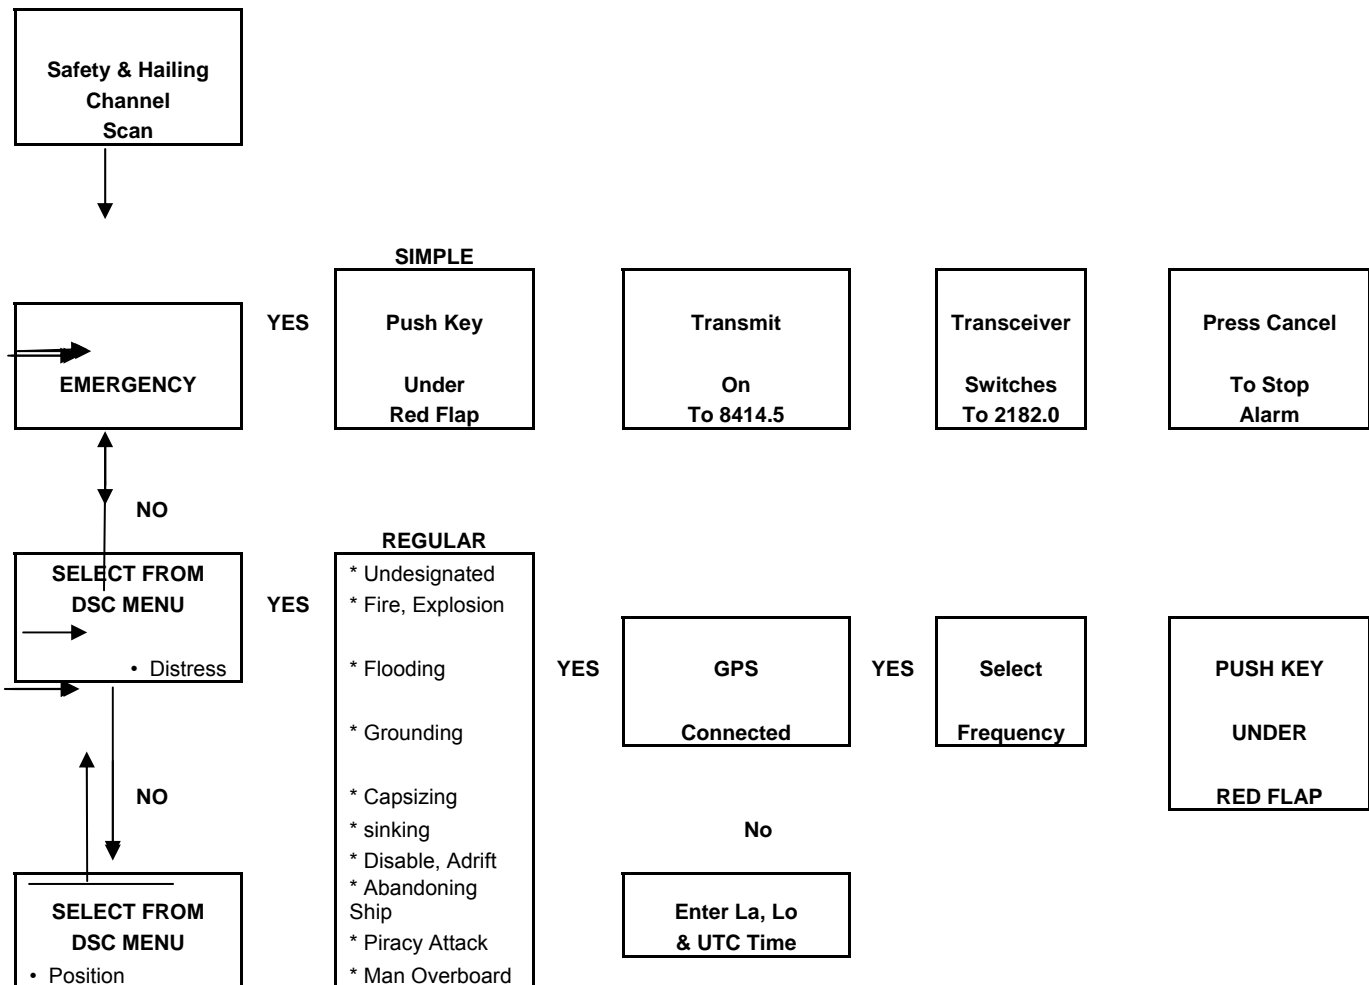 Safety & Hailing
Channel
Scan
SIMPLE
EMERGENCY
YES
Push Key
Under
Red Flap
Transmit
On
To 8414.5
Transceiver
Switches
To 2182.0
Press Cancel
To Stop
Alarm
NO
REGULAR
SELECT FROM
DSC MENU
• Distress
YES
* Undesignated
* Fire, Explosion
* Flooding
* Grounding
* Capsizing
* sinking
* Disable, Adrift
* Abandoning
Ship
* Piracy Attack
* Man Overboard
YES
GPS
Connected
YES
Select
Frequency
PUSH KEY
UNDER
RED FLAP
NO
No
SELECT FROM
DSC MENU
• Position
Enter La, Lo
& UTC Time